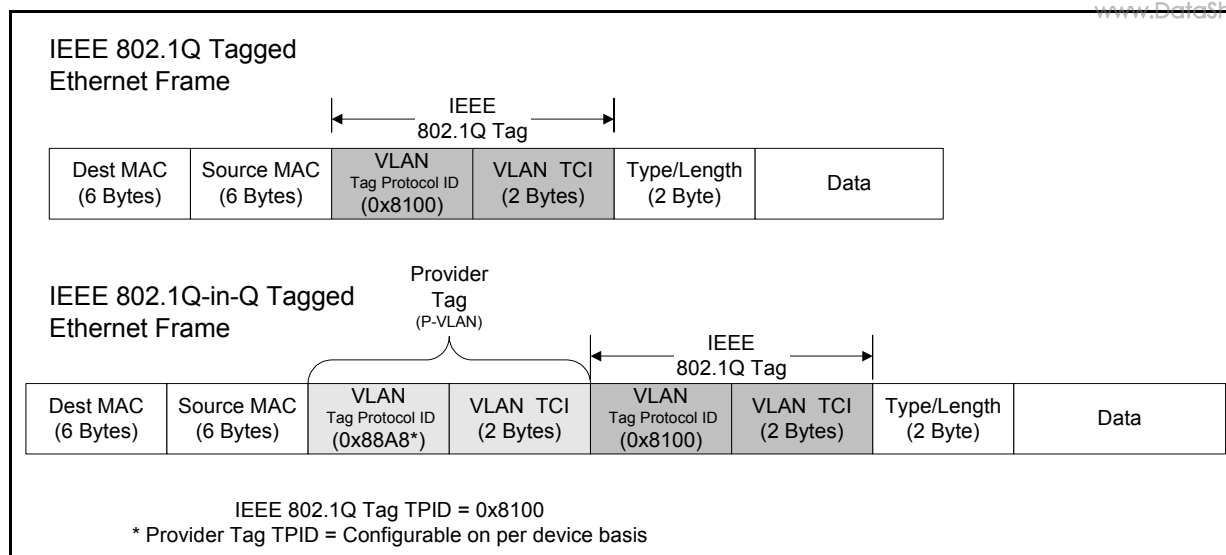 www.DataSh
IEEE 802.1Q Tagged
Ethernet Frame
IEEE
802.1Q Tag
Dest MAC
(6 Bytes)
Source MAC
(6 Bytes)
VLAN
Tag Protocol ID
(0x8100)
VLAN TCI
(2 Bytes)
Type/Length
(2 Byte)
Data
Provider
Tag
(P-VLAN)
IEEE 802.1Q-in-Q Tagged
Ethernet Frame
IEEE
802.1Q Tag
Dest MAC
(6 Bytes)
Source MAC
(6 Bytes)
VLAN
Tag Protocol ID
(0x88A8*)
VLAN TCI
(2 Bytes)
VLAN
Tag Protocol ID
(0x8100)
VLAN TCI
(2 Bytes)
Type/Length
(2 Byte)
Data
IEEE 802.1Q Tag TPID = 0x8100
* Provider Tag TPID = Configurable on per device basis